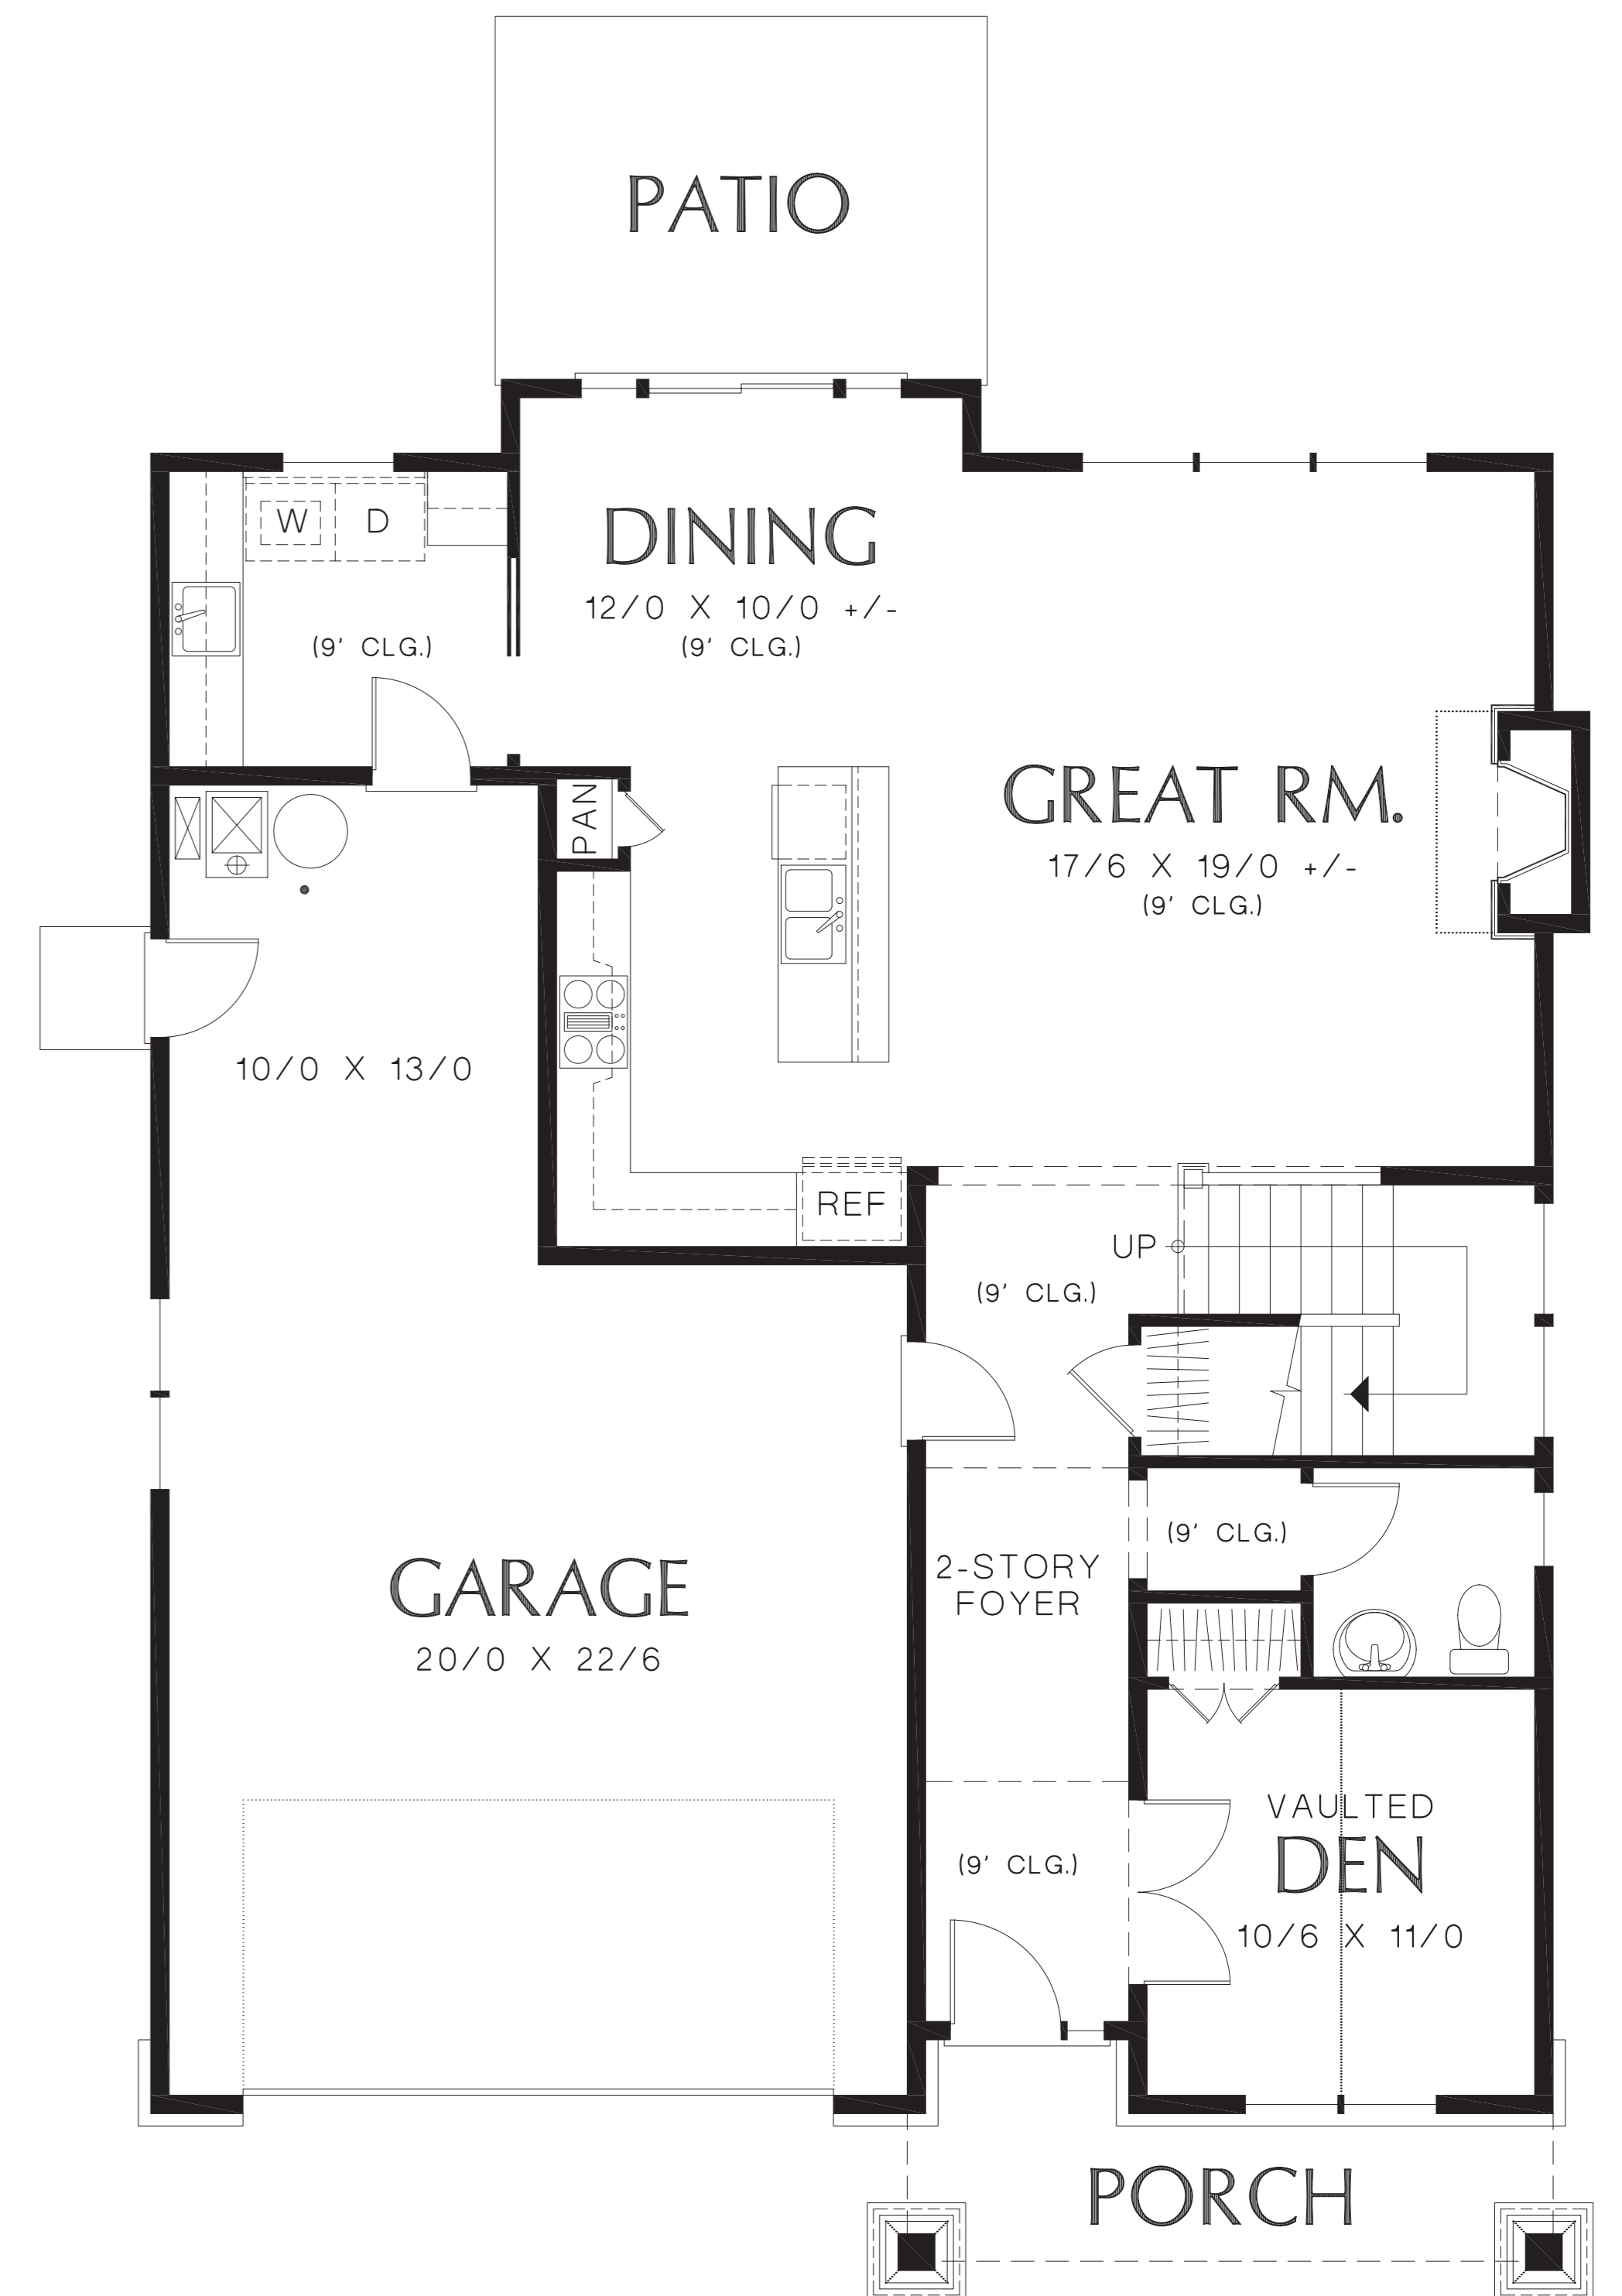 PATIO
W D
(9' CLG.)
DINING
12/0 X 10/0 +/-
(9' CLG.)
PAN
GREAT RM.
17/6 X 19/0 +/-
(9' CLG.)
10/0 X 13/0
REF
UP
(9' CLG.)
(9' CLG.)
2-STORY
FOYER
GARAGE
20/0 X 22/6
(9' CLG.)
VAULTED
DEN
10/6 X 11/0
PORCH